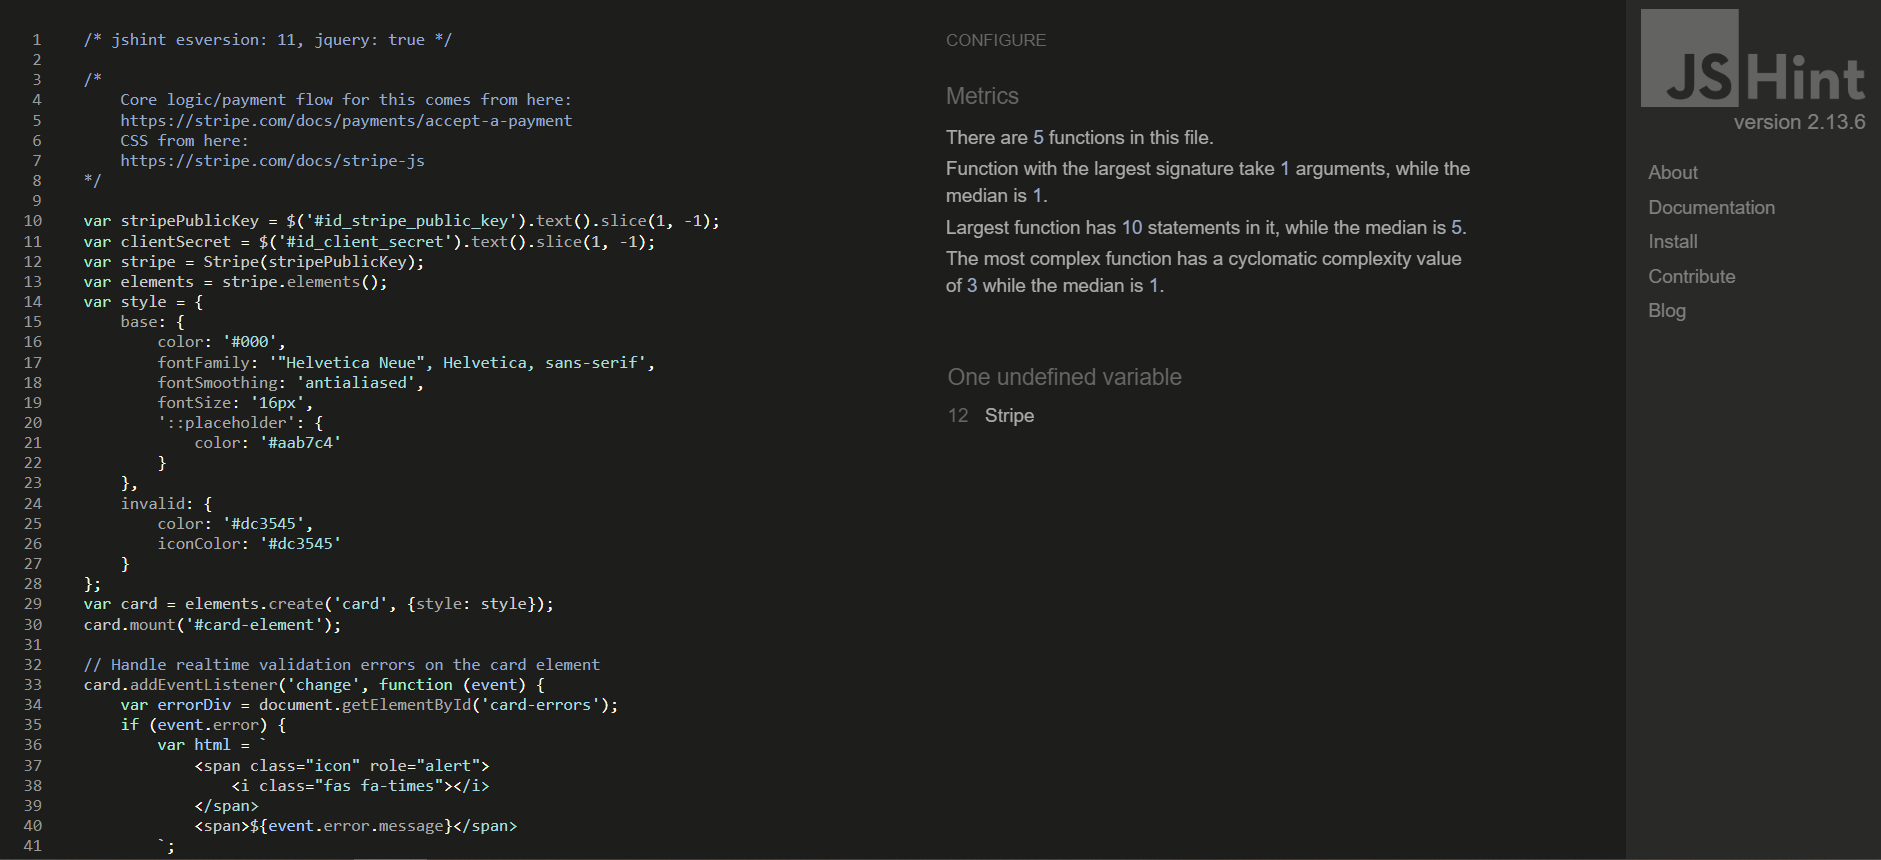 1 /* jshint esversion: 11, jquery: true */
2
3 /*
4 Core logic/payment flow for this comes from here:
5 https://stripe.com/docs/payments/accept-a-payment
6 CSS from here:
7 https://stripe.com/docs/stripe-js
8 */
9
10 var stripePublicKey = $('#id_stripe_public_key').text().slice(1, -1);
11 var clientSecret = $('#id_client_secret').text().slice(1, -1);
12 var stripe = Stripe(stripePublicKey);
13 var elements = stripe.elements();
14 var style = {
15 base: {
16 color: '#000',
17 fontFamily: '"Helvetica Neue", Helvetica, sans-serif',
18 fontSmoothing: 'antialiased',
19 fontSize: '16px',
20 '::placeholder': {
21 color: '#aab7c4'
22 }
23 },
24 invalid: {
25 color: '#dc3545',
26 iconColor: '#dc3545'
27 }
28 };
29 var card = elements.create('card', {style: style});
30 card.mount('#card-element');
31
32 // Handle realtime validation errors on the card element
33 card.addEventListener('change', function (event) {
34 var errorDiv = document.getElementById('card-errors');
35 if (event.error) {
36 var html = `
37 <span class="icon" role="alert">
38 <i class="fas fa-times"></i>
39 </span>
40 <span>${event.error.message}</span>
41 `;
CONFIGURE
Metrics
There are 5 functions in this file.
Function with the largest signature take 1 arguments, while the
median is 1.
Largest function has 10 statements in it, while the median is 5.
The most complex function has a cyclomatic complexity value
of 3 while the median is 1.
One undefined variable
12 Stripe
JSHint
version 2.13.6
About
Documentation
Install
Contribute
Blog